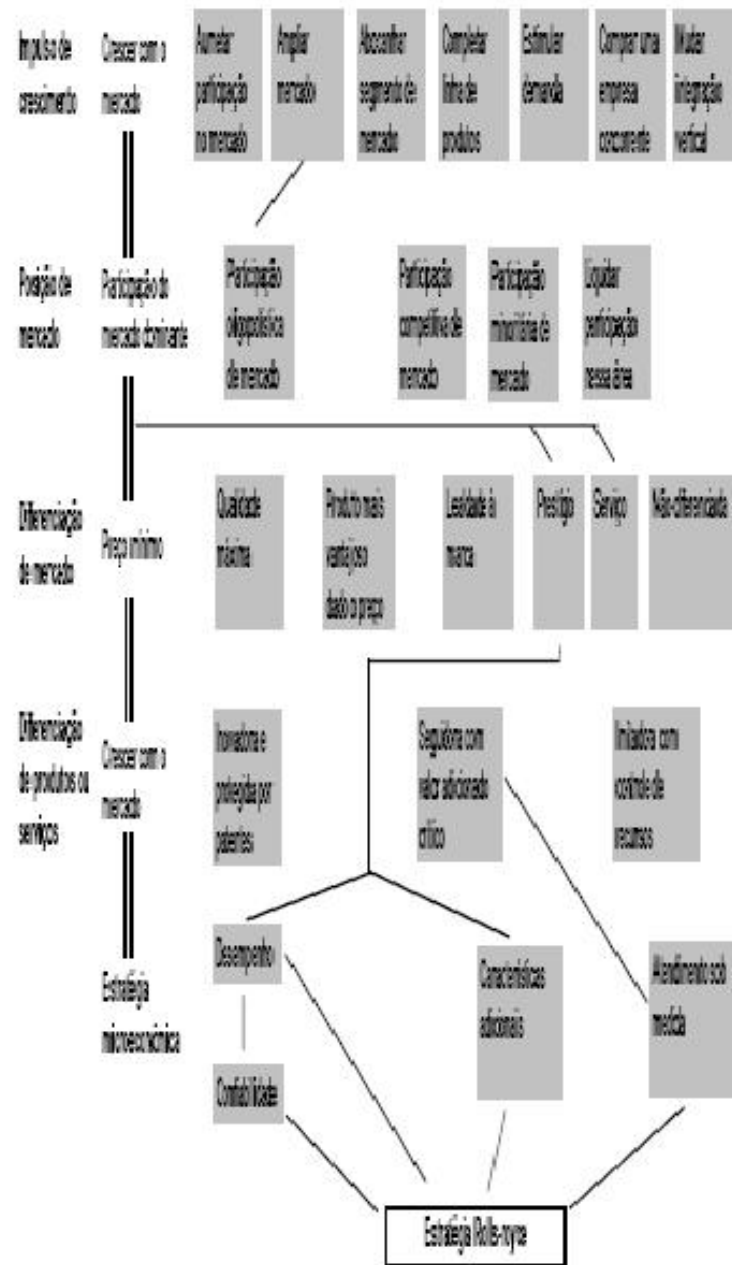 Impulso de
crescimento
Crescer com o
mercado
Aumetar
participação
no mercado
Ampliar
mercado
Abocanhar
segmento de
mercado
Completar
linha de
produtos
Estimular
demanda
Comprar uma
empresa
concorrente
Mudar
integração
vertical
Posição de
mercado
Participação do
mercado dominante
Participação
oligopolística
de mercado
Participação
competitiva de
mercado
Participação
minoritária de
mercado
Liquidar
participação
nessa área
Diferenciação
de mercado
Preço mínimo
Qualidade
máxima
Produto mais
vantajoso
dado o preço
Lealdade à
marca
Prestígio
Serviço
Não-diferenciada
Diferenciação
de produtois ou
serviços
Crescer com o
mercado
Inovadora e
protegida por
patentes
Seguidora com
valor adicionado
crítico
Imitadora com
controle de
recursos
Estratégia
microeconômica
Desempenho
Características
adicionais
Atendimento sob
medida
Confiabilidade
Estratégia Rolls-royce